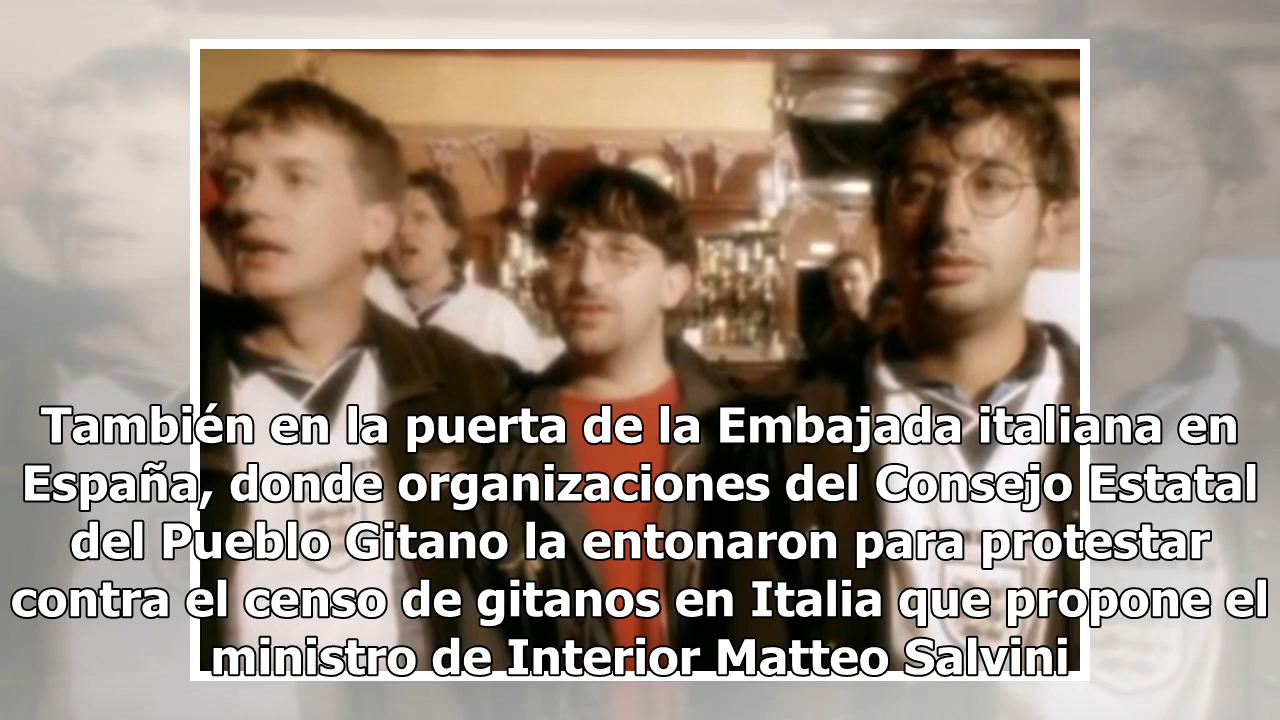 También en la puerta de la Embajada italiana en
España, donde organizaciones del Consejo Estatal
del Pueblo Gitano la entonaron para protestar
contra el censo de gitanos en Italia que propone el
ministro de Interior Matteo Salvini